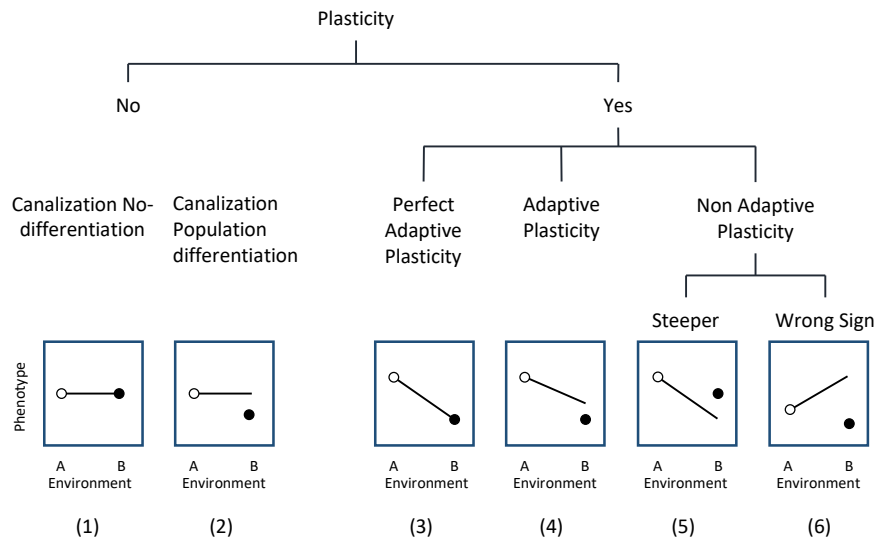 Plasticity
No
Yes
Canalization No-
differentiation
Canalization
Population
differentiation
Perfect
Adaptive
Plasticity
Adaptive
Plasticity
Non Adaptive
Plasticity
Steeper
Wrong Sign
Phenotype
A B
Environment
A B
Environment
A B
Environment
A B
Environment
A B
Environment
A B
Environment
(1) (2) (3) (4) (5) (6)